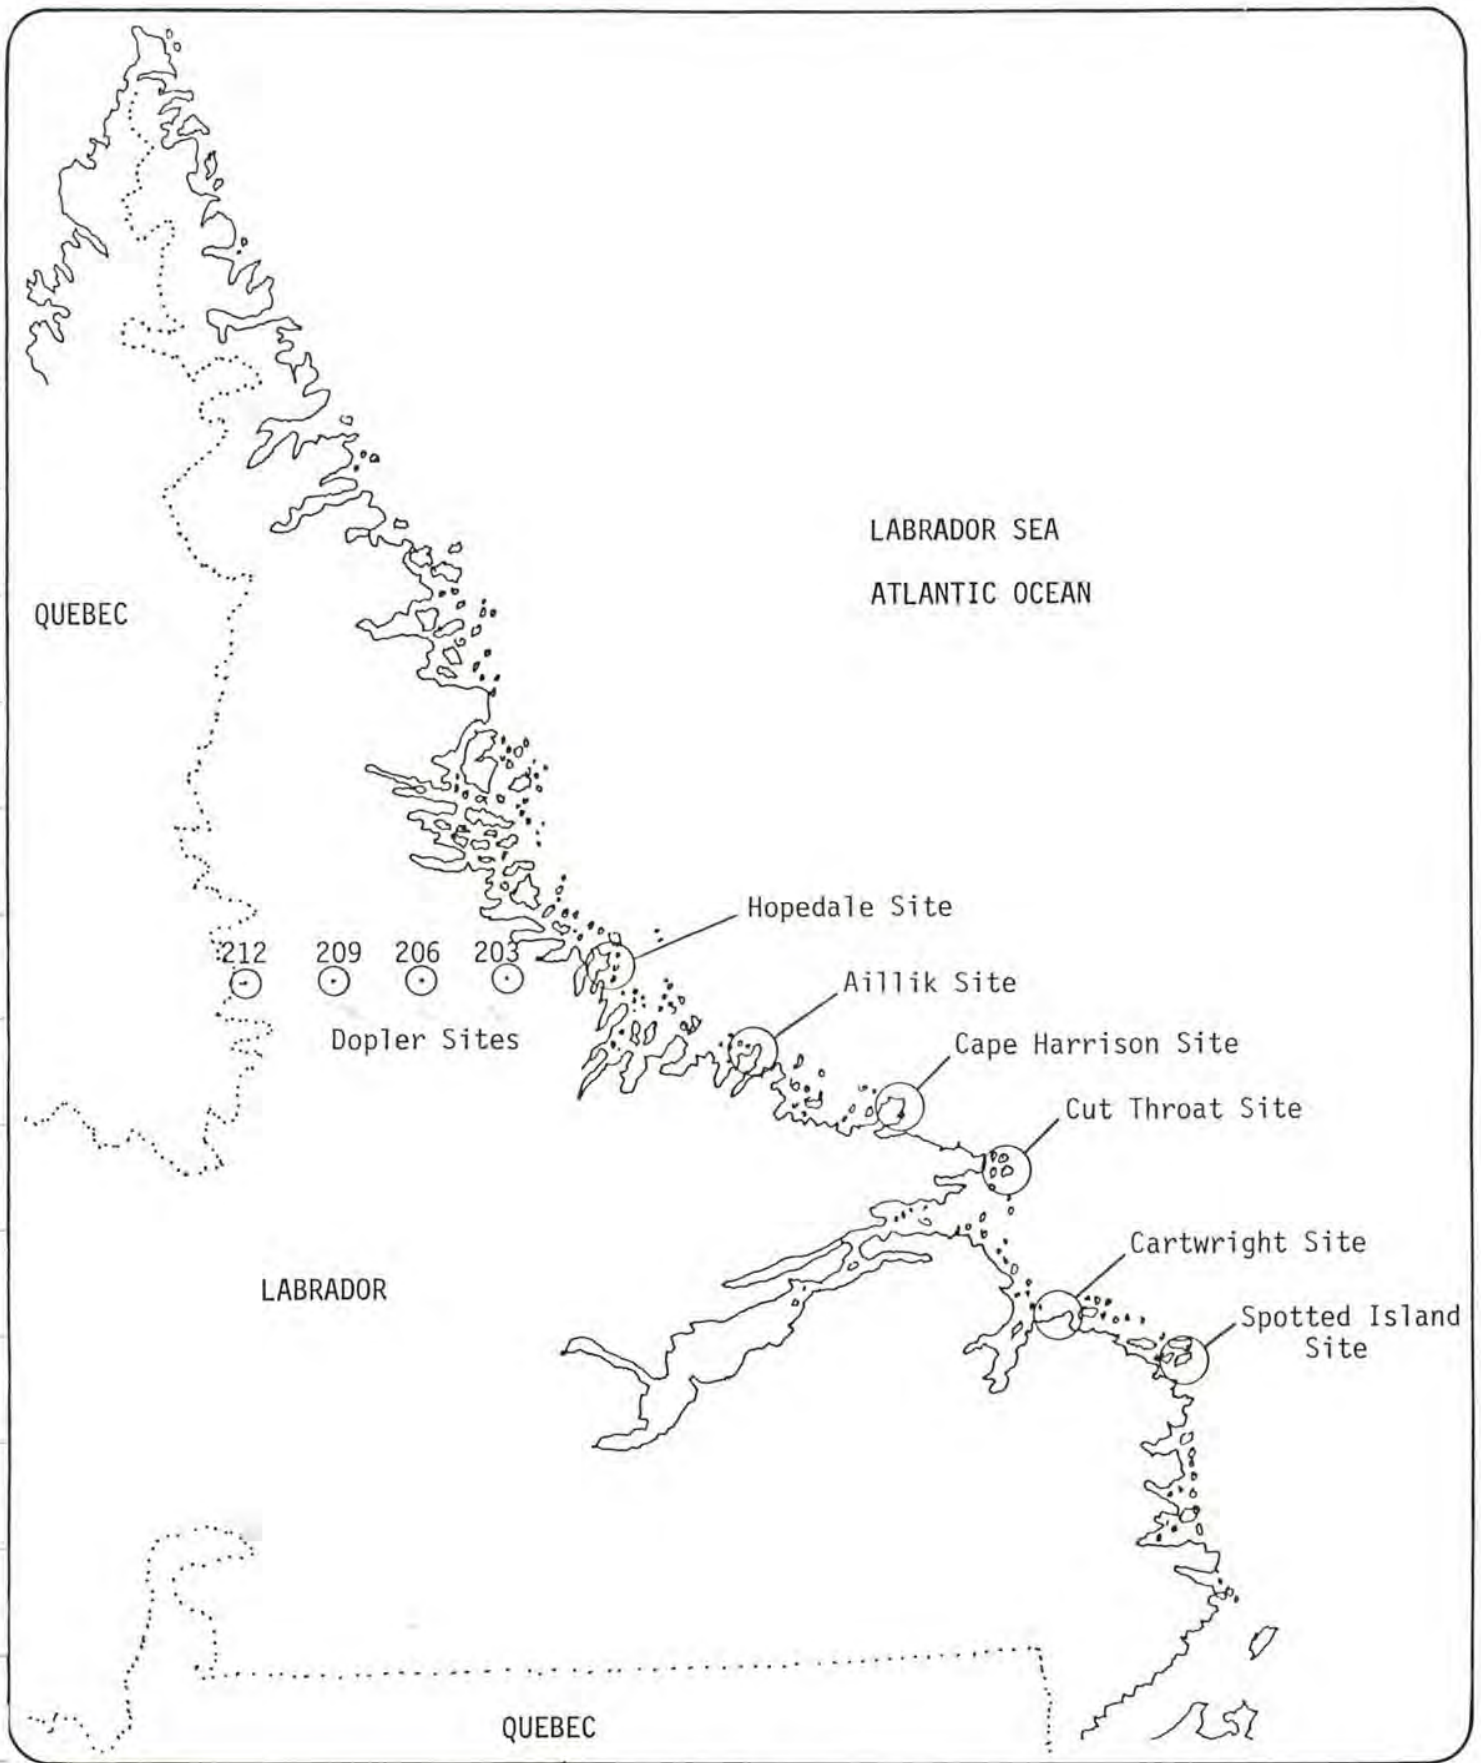 LABRADOR SEA
ATLANTIC OCEAN
QUEBEC
Hopedale Site
212 209 206 203
Aillik Site
Dopler Sites
Cape Harrison Site
Cut Throat Site
Cartwright Site
LABRADOR
Spotted Island
Site
QUEBEC